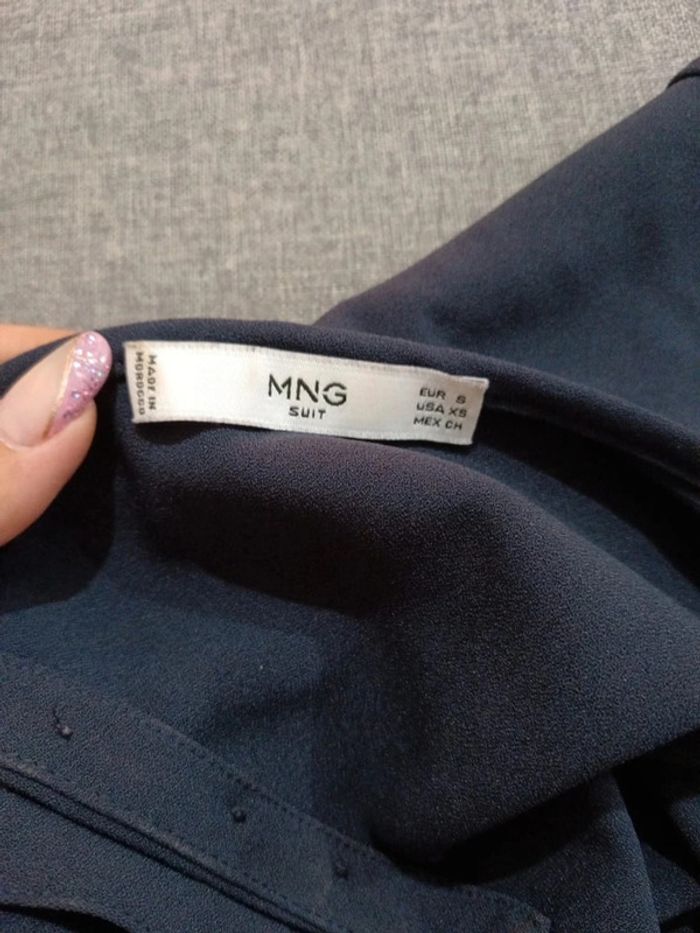 MADE IN
MOROCCO
MNG
SUIT
EUR S
USA XS
MEX CH